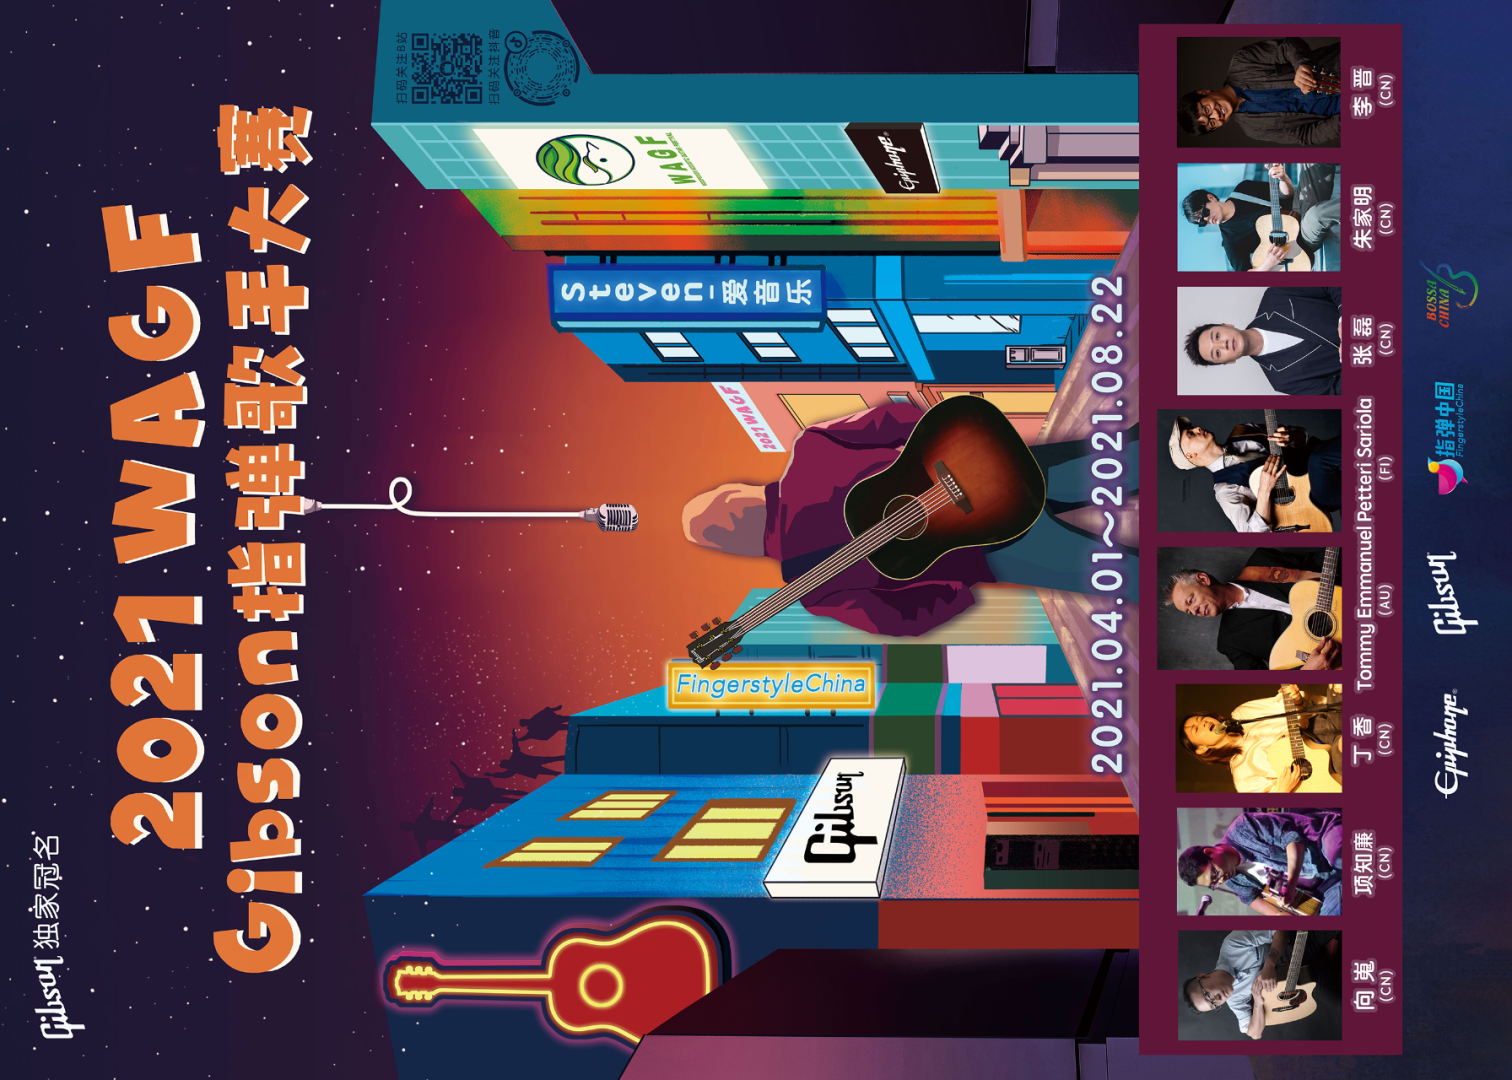 Gibson 独家冠名
扫码关注B站
扫码关注抖音
2021 WAGF
Gibson指弹歌手大赛
WAGF
Epiphone
Steven-爱音乐
2021WAGF
FingerstyleChina
Gibson
2021.04.01~2021.08.22
向 嵬
(CN)
项知廉
(CN)
丁 香
(CN)
Tommy Emmanuel
(AU)
Petteri Sariola
(FI)
张 磊
(CN)
朱家明
(CN)
李 晋
(CN)
Epiphone
Gibson
指弹中国
FingerstyleChina
BOSSA
CHINA